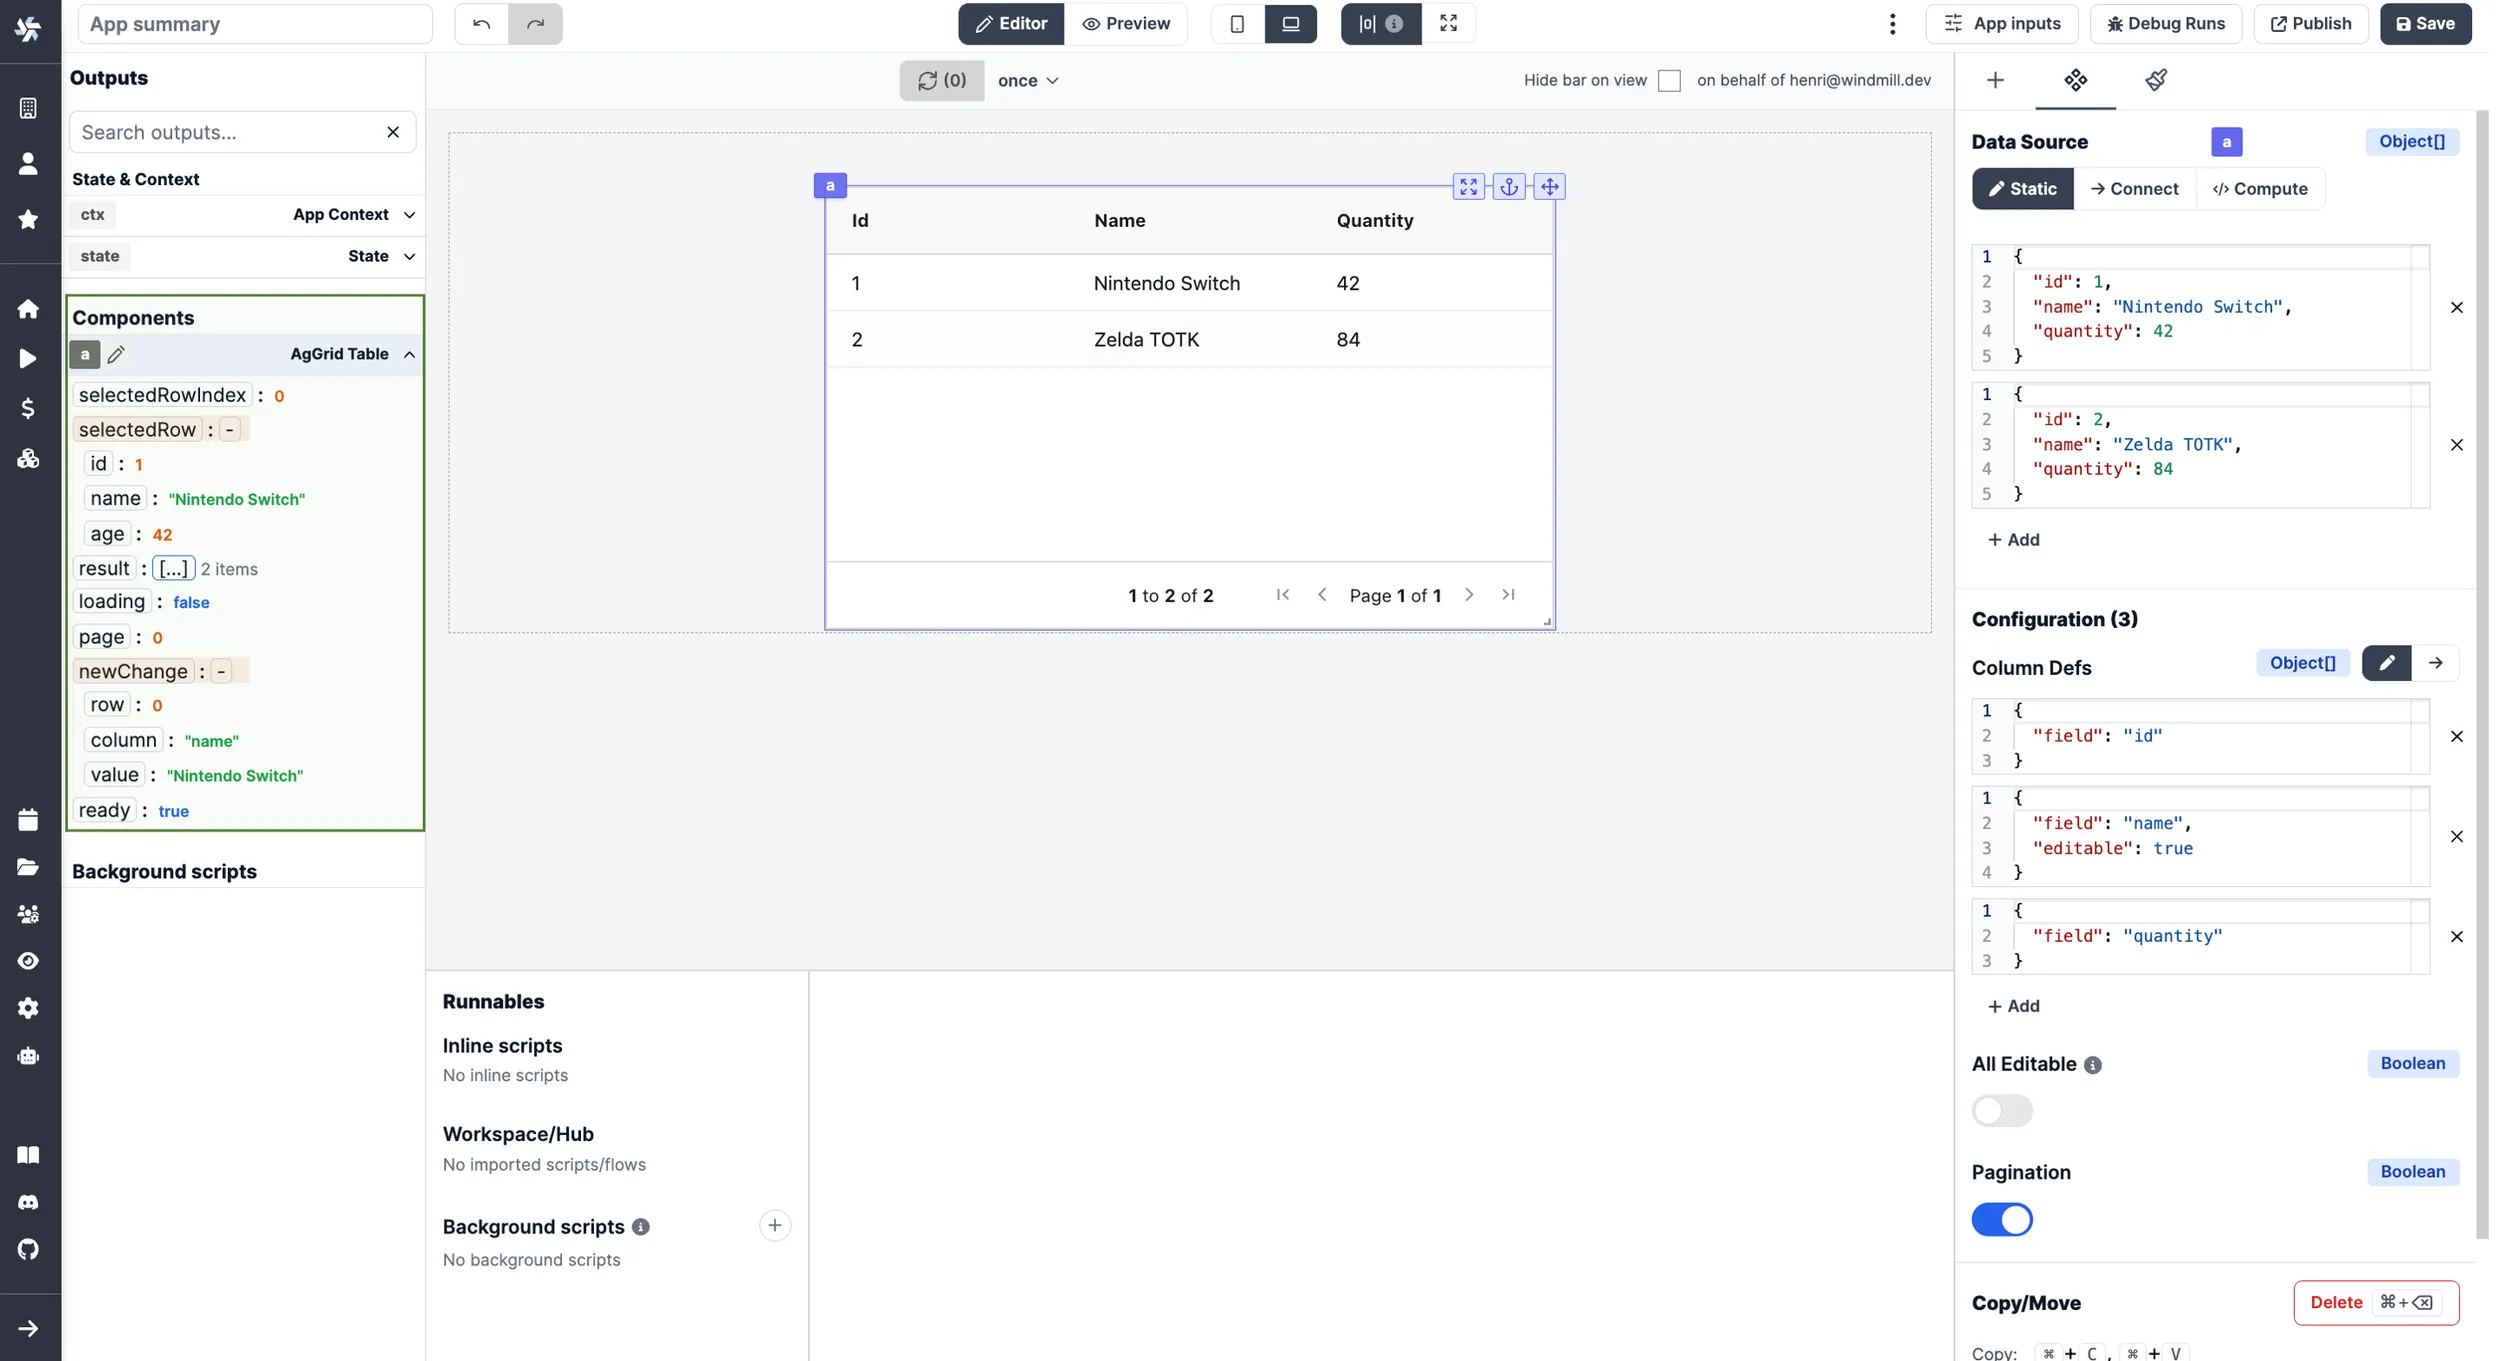 App summary
Editor
Preview
|0|
App inputs
Debug Runs
Publish
Save
Outputs
Search outputs...
State & Context
ctx App Context
state State
Components
a AgGrid Table
selectedRowIndex : 0
selectedRow : -
id : 1
name : "Nintendo Switch"
age : 42
result : [...] 2 items
loading : false
page : 0
newChange : -
row : 0
column : "name"
value : "Nintendo Switch"
ready : true
Background scripts
(0) once
Hide bar on view on behalf of henri@windmill.dev
a
Id Name Quantity
1 Nintendo Switch 42
2 Zelda TOTK 84
1 to 2 of 2 Page 1 of 1
Runnables
Inline scripts
No inline scripts
Workspace/Hub
No imported scripts/flows
Background scripts
No background scripts
Data Source a Object[]
Static Connect </> Compute
1 {
2 "id": 1,
3 "name": "Nintendo Switch",
4 "quantity": 42
5 }
1 {
2 "id": 2,
3 "name": "Zelda TOTK",
4 "quantity": 84
5 }
+ Add
Configuration (3)
Column Defs Object[]
1 {
2 "field": "id"
3 }
1 {
2 "field": "name",
3 "editable": true
4 }
1 {
2 "field": "quantity"
3 }
+ Add
All Editable Boolean
Pagination Boolean
Copy/Move Delete ⌘+⌫
Copy: ⌘ + C , ⌘ + V